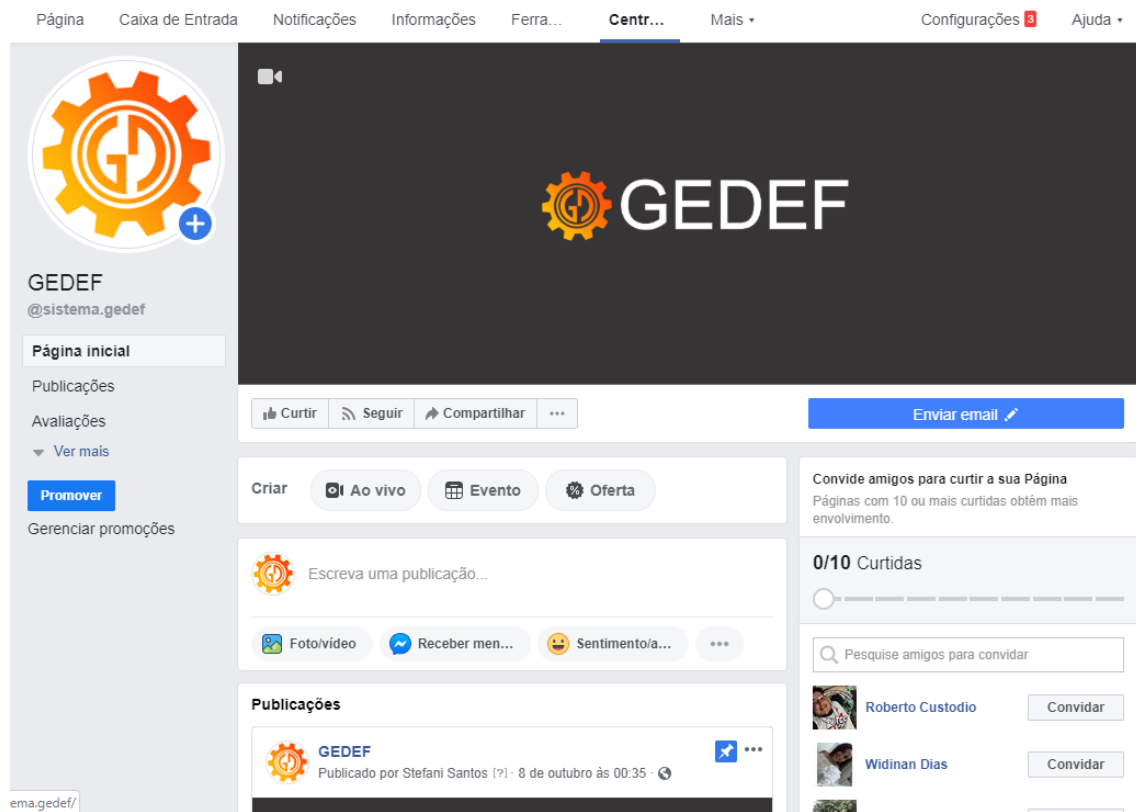 Página Caixa de Entrada Notificações Informações Ferra... Centr... Mais Configurações 3 Ajuda
GEDEF
GEDEF
@sistema.gedef
Página inicial
Publicações
Avaliações
Ver mais
Promover
Gerenciar promoções
Curtir Seguir Compartilhar ... Enviar email
Criar Ao vivo Evento Oferta
Escreva uma publicação...
Foto/vídeo Receber men... Sentimento/a... ...
Publicações
GEDEF
Publicado por Stefani Santos [?] · 8 de outubro às 00:35 ·
Convide amigos para curtir a sua Página
Páginas com 10 ou mais curtidas obtém mais
envolvimento.
0/10 Curtidas
Pesquise amigos para convidar
Roberto Custodio Convidar
Widinan Dias Convidar
ema.gedef/